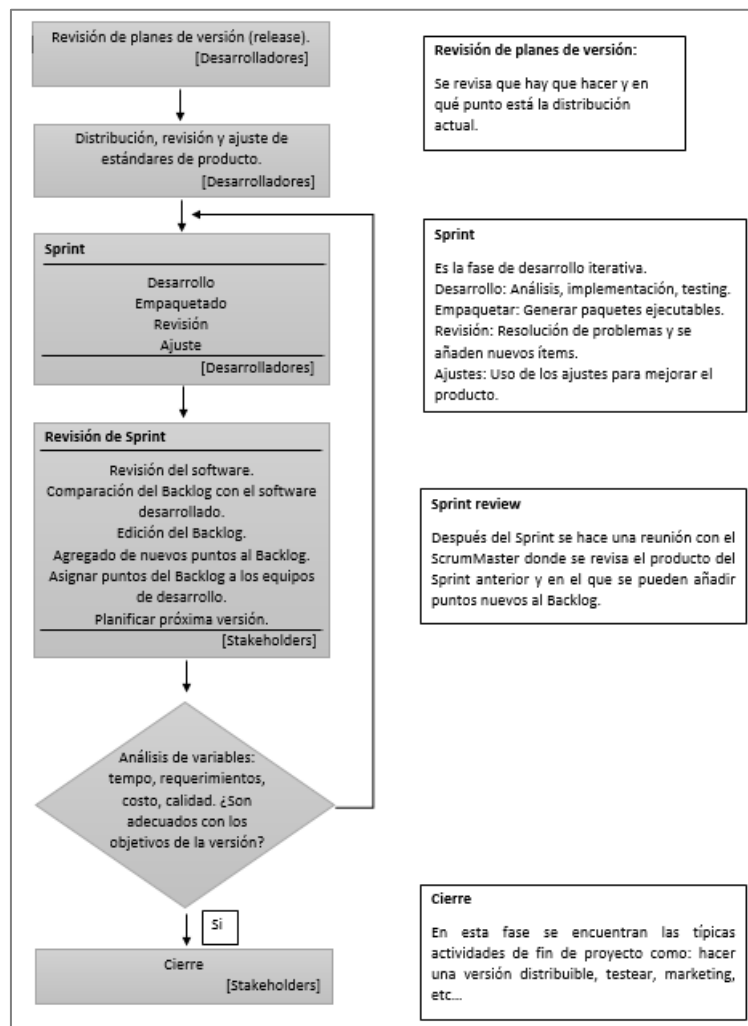 Revisión de planes de versión (release).
[Desarrolladores]
Revisión de planes de versión:
Se revisa que hay que hacer y en
qué punto está la distribución
actual.
Distribución, revisión y ajuste de
estándares de producto.
[Desarrolladores]
Sprint
Desarrollo
Empaquetado
Revisión
Ajuste
[Desarrolladores]
Sprint
Es la fase de desarrollo iterativa.
Desarrollo: Análisis, implementación, testing.
Empaquetar: Generar paquetes ejecutables.
Revisión: Resolución de problemas y se
añaden nuevos ítems.
Ajustes: Uso de los ajustes para mejorar el
producto.
Revisión de Sprint
Revisión del software.
Comparación del Backlog con el software
desarrollado.
Edición del Backlog.
Agregado de nuevos puntos al Backlog.
Asignar puntos del Backlog a los equipos
de desarrollo.
Planificar próxima versión.
[Stakeholders]
Sprint review
Después del Sprint se hace una reunión con el
ScrumMaster donde se revisa el producto del
Sprint anterior y en el que se pueden añadir
puntos nuevos al Backlog.
Análisis de variables:
tempo, requerimientos,
costo, calidad. ¿Son
adecuados con los
objetivos de la versión?
Si
Cierre
[Stakeholders]
Cierre
En esta fase se encuentran las típicas
actividades de fin de proyecto como: hacer
una versión distribuible, testear, marketing,
etc...